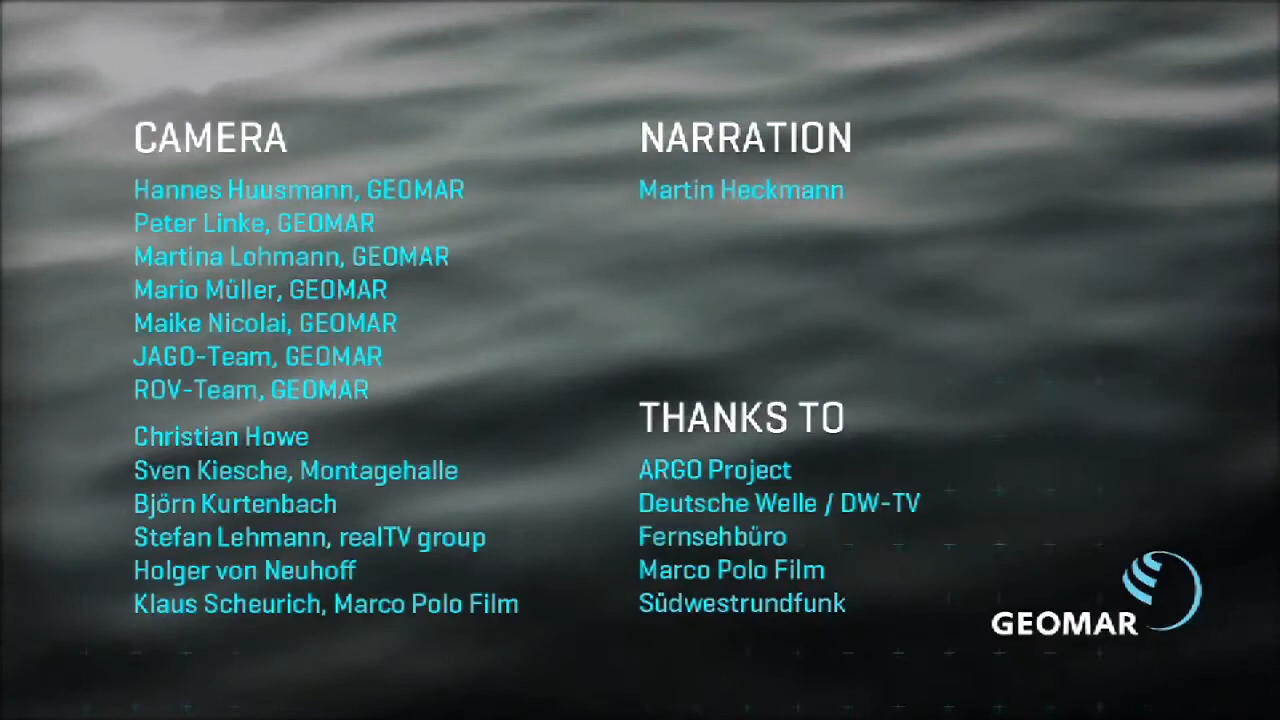 CAMERA
Hannes Huusmann, GEOMAR
Peter Linke, GEOMAR
Martina Lohmann, GEOMAR
Mario Müller, GEOMAR
Maike Nicolai, GEOMAR
JAGO-Team, GEOMAR
ROV-Team, GEOMAR
Christian Howe
Sven Kiesche, Montagehalle
Björn Kurtenbach
Stefan Lehmann, realTV group
Holger von Neuhoff
Klaus Scheurich, Marco Polo Film
NARRATION
Martin Heckmann
THANKS TO
ARGO Project
Deutsche Welle / DW-TV
Fernsehbüro
Marco Polo Film
Südwestrundfunk
GEOMAR